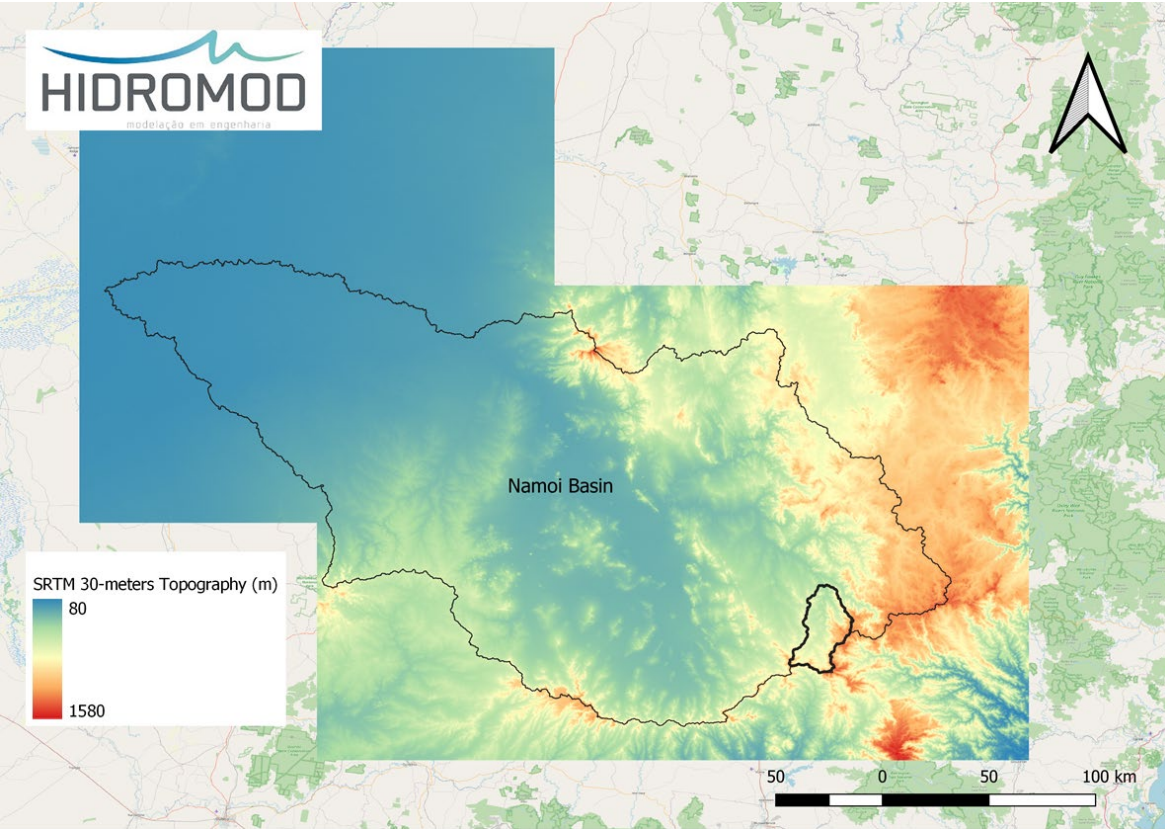 HIDROMOD
modelação em engenharia
Namoi Basin
SRTM 30-meters Topography (m)
80
1580
50 0 50 100 km